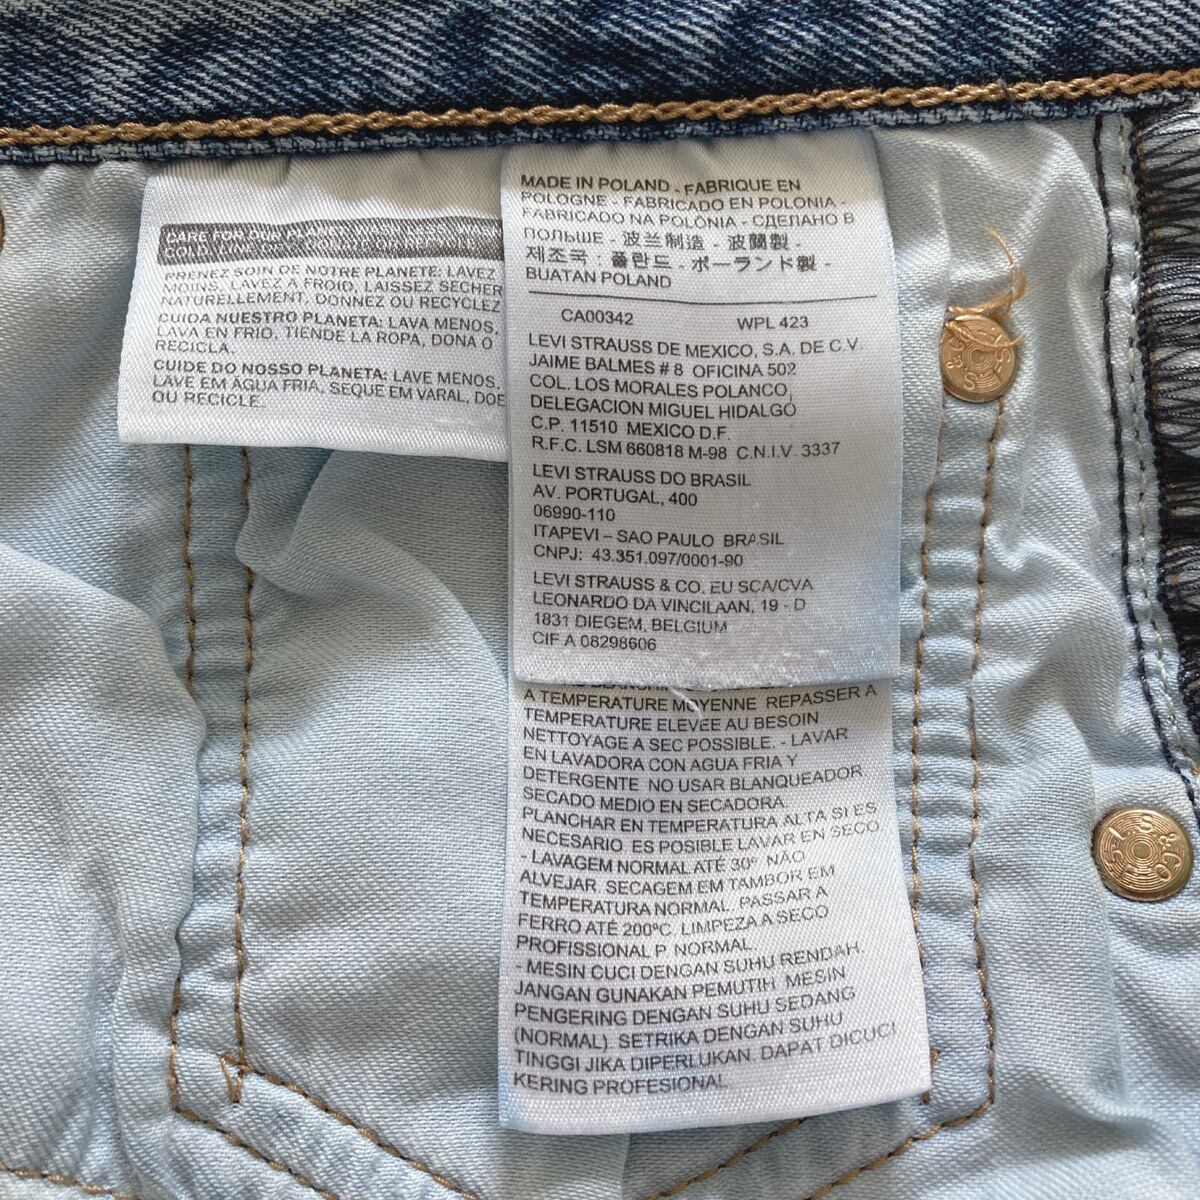 CARE FOR OUR
COLD
PRENEZ SOIN DE NOTRE PLANETE: LAVEZ
MOINS, LAVEZ A FROID, LAISSEZ SECHER
NATURELLEMENT, DONNEZ OU RECYCLEZ
CUIDA NUESTRO PLANETA: LAVA MENOS,
LAVA EN FRIO, TIENDE LA ROPA, DONA O
RECICLA.
CUIDE DO NOSSO PLANETA: LAVE MENOS,
LAVE EM ÁGUA FRIA, SEQUE EM VARAL, DOE
OU RECICLE.
MADE IN POLAND - FABRIQUE EN
POLOGNE - FABRICADO EN POLONIA -
FABRICADO NA POLÓNIA - СДЕЛАНО В
ПОЛЬШЕ - 波兰制造 - 波蘭製 -
제조국 : 폴란드 - ポーランド製 -
BUATAN POLAND
CA00342 WPL 423
LEVI STRAUSS DE MEXICO, S.A. DE C.V.
JAIME BALMES # 8 OFICINA 502
COL. LOS MORALES POLANCO,
DELEGACION MIGUEL HIDALGO
C.P. 11510 MEXICO D.F.
R.F.C. LSM 660818 M-98 C.N.I.V. 3337
LEVI STRAUSS DO BRASIL
AV. PORTUGAL, 400
06990-110
ITAPEVI – SAO PAULO BRASIL
CNPJ: 43.351.097/0001-90
LEVI STRAUSS & CO. EU SCA/CVA
LEONARDO DA VINCILAAN, 19 - D
1831 DIEGEM, BELGIUM
CIF A 08298606
A TEMPERATURE MOYENNE REPASSER A
TEMPERATURE ELEVEE AU BESOIN
NETTOYAGE A SEC POSSIBLE. - LAVAR
EN LAVADORA CON AGUA FRIA Y
DETERGENTE NO USAR BLANQUEADOR.
SECADO MEDIO EN SECADORA.
PLANCHAR EN TEMPERATURA ALTA SI ES
NECESARIO. ES POSIBLE LAVAR EN SECO.
- LAVAGEM NORMAL ATÉ 30º NÃO
ALVEJAR. SECAGEM EM TAMBOR EM
TEMPERATURA NORMAL. PASSAR A
FERRO ATÉ 200ºC. LIMPEZA A SECO
PROFISSIONAL P NORMAL
- MESIN CUCI DENGAN SUHU RENDAH.
JANGAN GUNAKAN PEMUTIH MESIN
PENGERING DENGAN SUHU SEDANG
(NORMAL). SETRIKA DENGAN SUHU
TINGGI JIKA DIPERLUKAN. DAPAT DICUCI
KERING PROFESIONAL